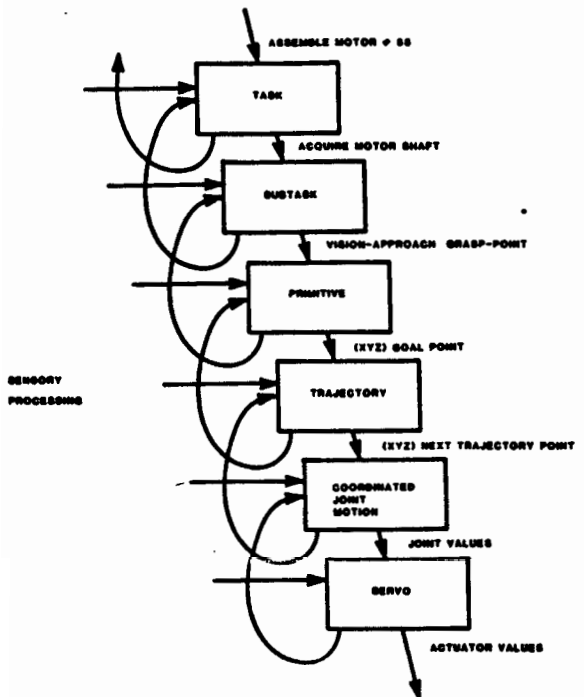 ASSEMBLE MOTOR # 56
TASK
ACQUIRE MOTOR SHAFT
SUBTASK
VISION-APPROACH GRASP-POINT
PRIMITIVE
(XYZ) GOAL POINT
SENSORY
PROCESSING
TRAJECTORY
(XYZ) NEXT TRAJECTORY POINT
COORDINATED
JOINT
MOTION
JOINT VALUES
SERVO
ACTUATOR VALUES